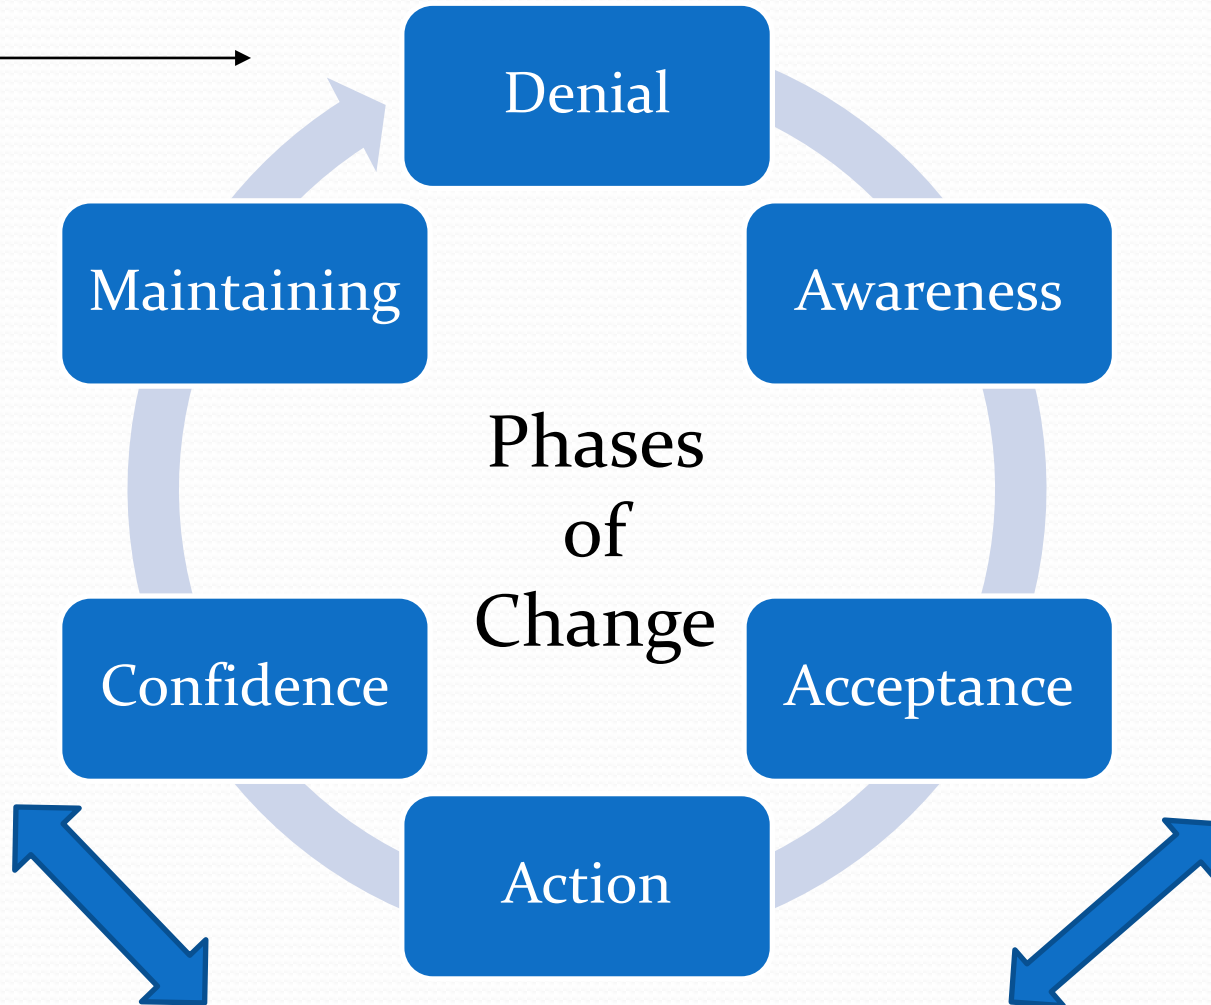 Denial
Awareness
Acceptance
Action
Confidence
Maintaining
Phases
of
Change